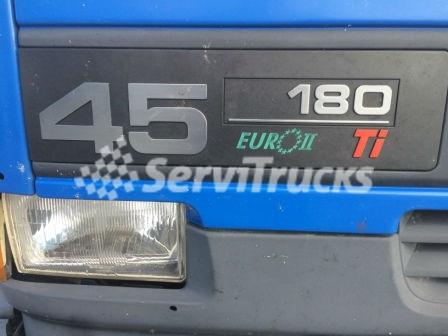 45 180
EURO II Ti
ServiTrucks